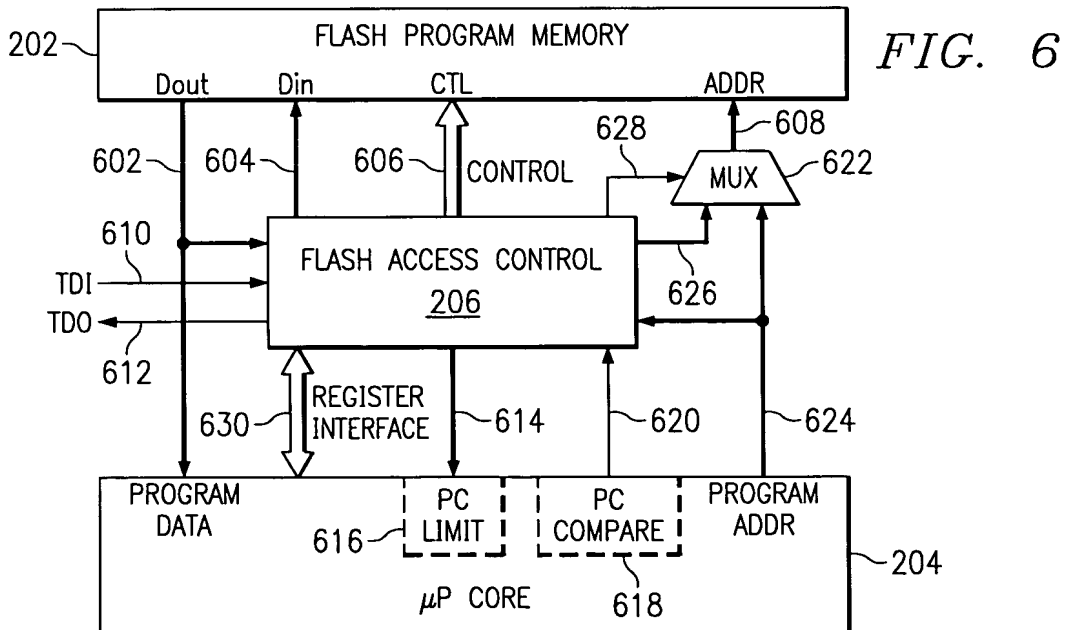 FIG. 6
202
FLASH PROGRAM MEMORY
Dout Din CTL ADDR
602
604
606
CONTROL
628
608
MUX
622
610
TDI
TDO
612
FLASH ACCESS CONTROL
206
626
630
REGISTER
INTERFACE
614
620
624
PROGRAM
DATA
616
PC
LIMIT
PC
COMPARE
618
PROGRAM
ADDR
204
μP CORE